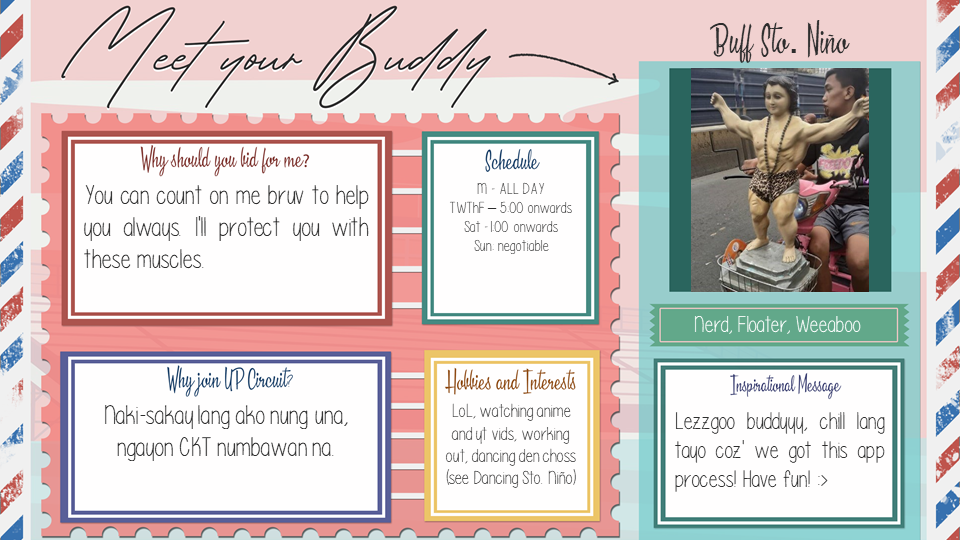 Meet your Buddy
Buff Sto. Niño
Why should you bid for me?
You can count on me bruv to help
you always. I'll protect you with
these muscles.
Schedule
M - ALL DAY
TWThF – 5:00 onwards
Sat - 1:00 onwards
Sun: negotiable
Nerd, Floater, Weeaboo
Why join UP Circuit?
Naki-sakay lang ako nung una,
ngayon CKT numbawan na.
Hobbies and Interests
LoL, watching anime
and yt vids, working
out, dancing den choss
(see Dancing Sto. Niño)
Inspirational Message
Lezzgoo buddyyy, chill lang
tayo coz' we got this app
process! Have fun! :>